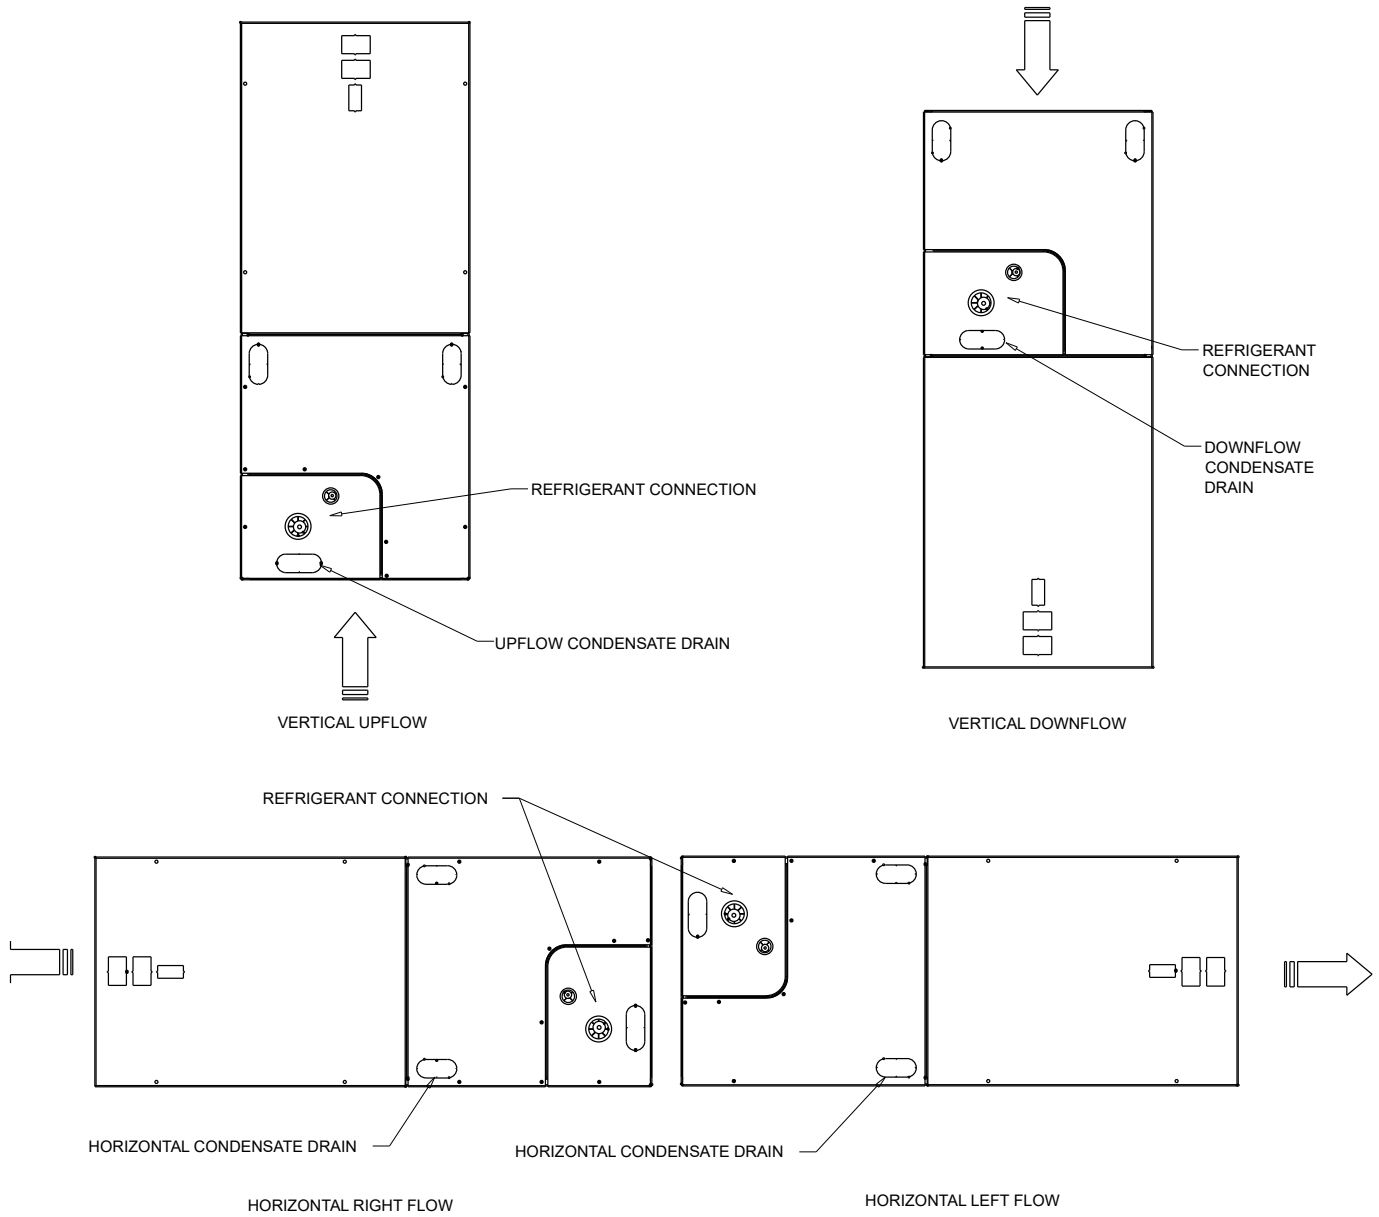 REFRIGERANT
CONNECTION
DOWNFLOW
CONDENSATE
DRAIN
REFRIGERANT CONNECTION
UPFLOW CONDENSATE DRAIN
VERTICAL UPFLOW
VERTICAL DOWNFLOW
REFRIGERANT CONNECTION
HORIZONTAL CONDENSATE DRAIN
HORIZONTAL CONDENSATE DRAIN
HORIZONTAL RIGHT FLOW
HORIZONTAL LEFT FLOW